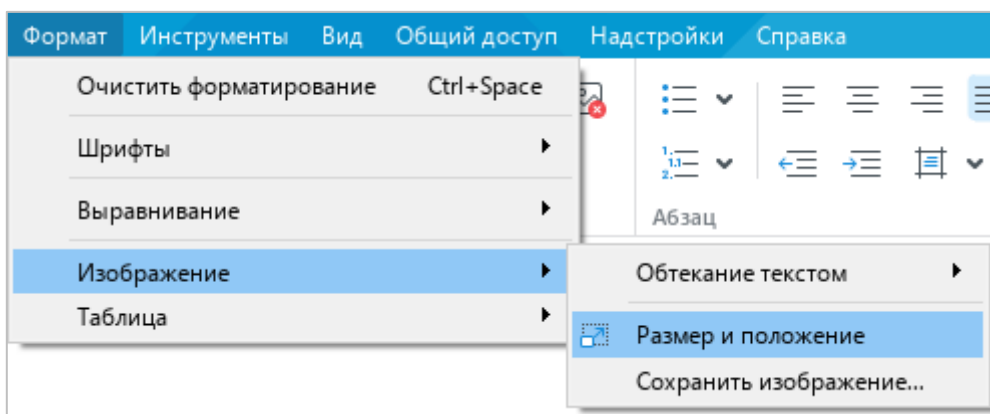 Формат Инструменты Вид Общий доступ Надстройки Справка
Очистить форматирование Ctrl+Space
Шрифты
Выравнивание
Абзац
Изображение
Обтекание текстом
Таблица
Размер и положение
Сохранить изображение...